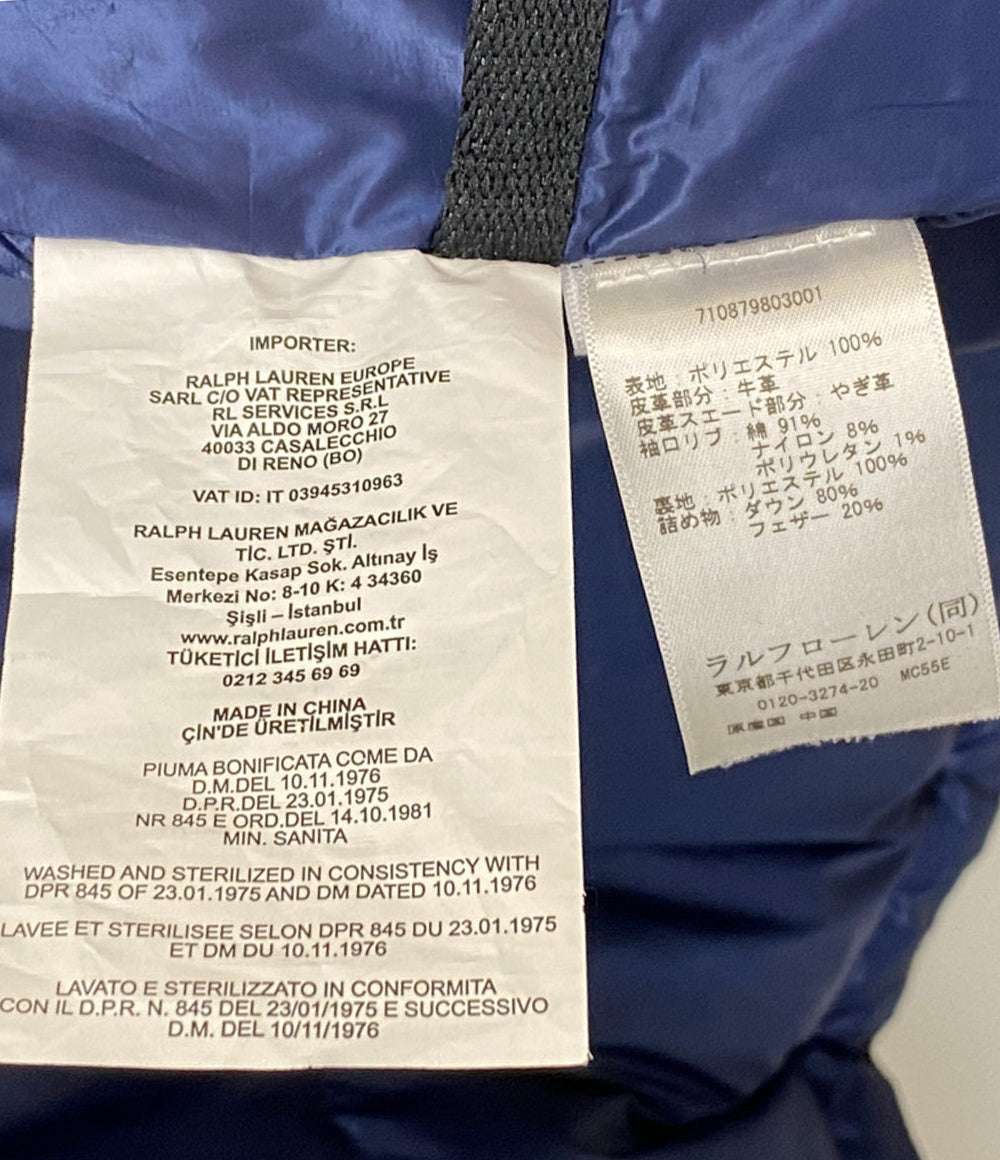 IMPORTER:
RALPH LAUREN EUROPE
SARL C/O VAT REPRESENTATIVE
RL SERVICES S.R.L
VIA ALDO MORO 27
40033 CASALECCHIO
DI RENO (BO)
VAT ID: IT 03945310963
RALPH LAUREN MAĞAZACILIK VE
TİC. LTD. ŞTİ.
Esentepe Kasap Sok. Altınay İş
Merkezi No: 8-10 K: 4 34360
Şişli – İstanbul
www.ralphlauren.com.tr
TÜKETİCİ İLETİŞİM HATTI:
0212 345 69 69
MADE IN CHINA
ÇİN'DE ÜRETİLMİŞTİR
PIUMA BONIFICATA COME DA
D.M.DEL 10.11.1976
D.P.R.DEL 23.01.1975
NR 845 E ORD.DEL 14.10.1981
MIN. SANITA
WASHED AND STERILIZED IN CONSISTENCY WITH
DPR 845 OF 23.01.1975 AND DM DATED 10.11.1976
LAVEE ET STERILISEE SELON DPR 845 DU 23.01.1975
ET DM DU 10.11.1976
LAVATO E STERILIZZATO IN CONFORMITA
CON IL D.P.R. N. 845 DEL 23/01/1975 E SUCCESSIVO
D.M. DEL 10/11/1976
710879803001
表地：ポリエステル 100%
皮革部分：牛革
皮革スエード部分：やぎ革
袖口リブ：綿 91%
ナイロン 8%
ポリウレタン 1%
裏地：ポリエステル 100%
詰め物：ダウン 80%
フェザー 20%
ラルフローレン(同)
東京都千代田区永田町2-10-1
0120-3274-20 MC55E
原産国 中国